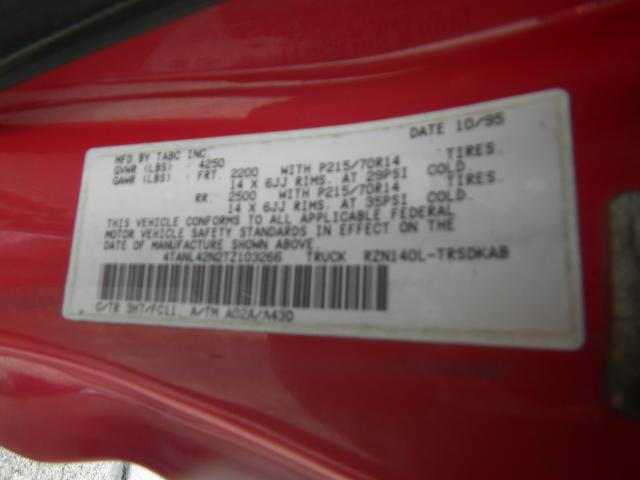 DATE 10/95
MFD BY TABC INC
GVWR (LBS) 4250
GAWR (LBS) FRT. 2200 WITH P215/70R14 TIRES.
14 X 6JJ RIMS. AT 29PSI COLD
RR. 2500 WITH P215/70R14 TIRES.
14 X 6JJ RIMS. AT 35PSI COLD.
THIS VEHICLE CONFORMS TO ALL APPLICABLE FEDERAL
MOTOR VEHICLE SAFETY STANDARDS IN EFFECT ON THE
DATE OF MANUFACTURE SHOWN ABOVE.
4TANL42N2TZ103266 TRUCK RZN140L-TRSDKAB
C/TR 3H7/FC11 A/TM A02A/A43D